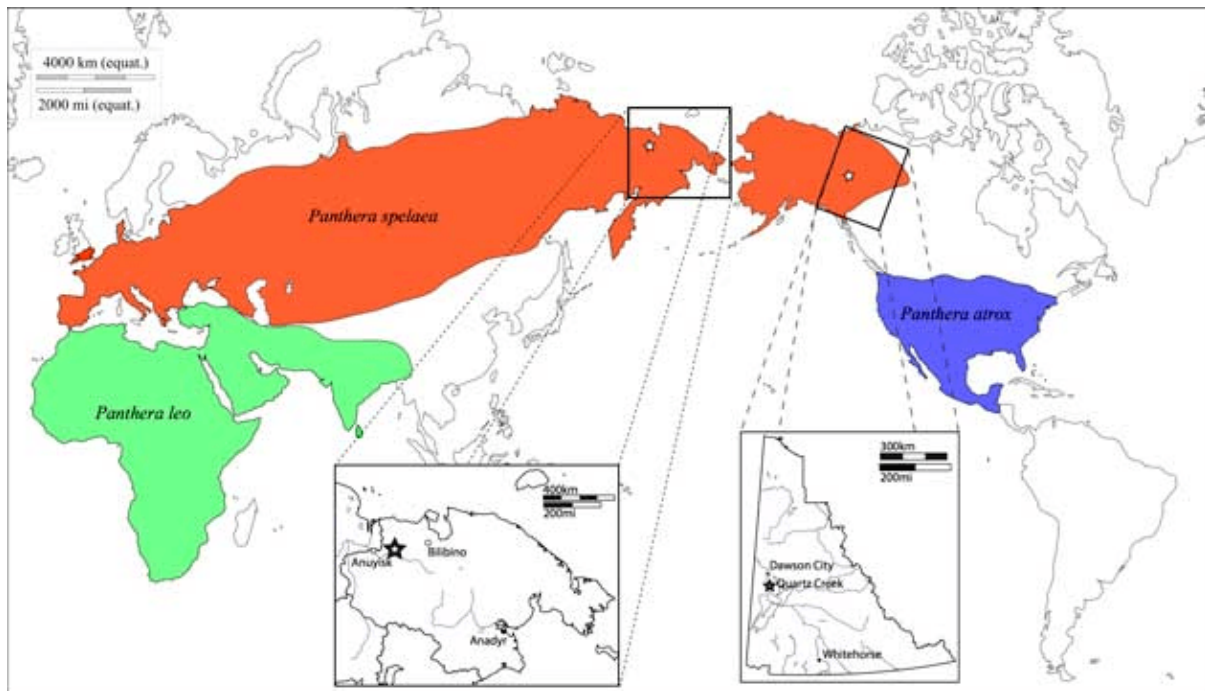 4000 km (equat.)
2000 mi (equat.)
Panthera spelaea
Panthera atrox
Panthera leo
400km
200mi
Bilibino
Anuyisk
Anadyr
300km
200mi
Dawson City
Quartz Creek
Whitehorse